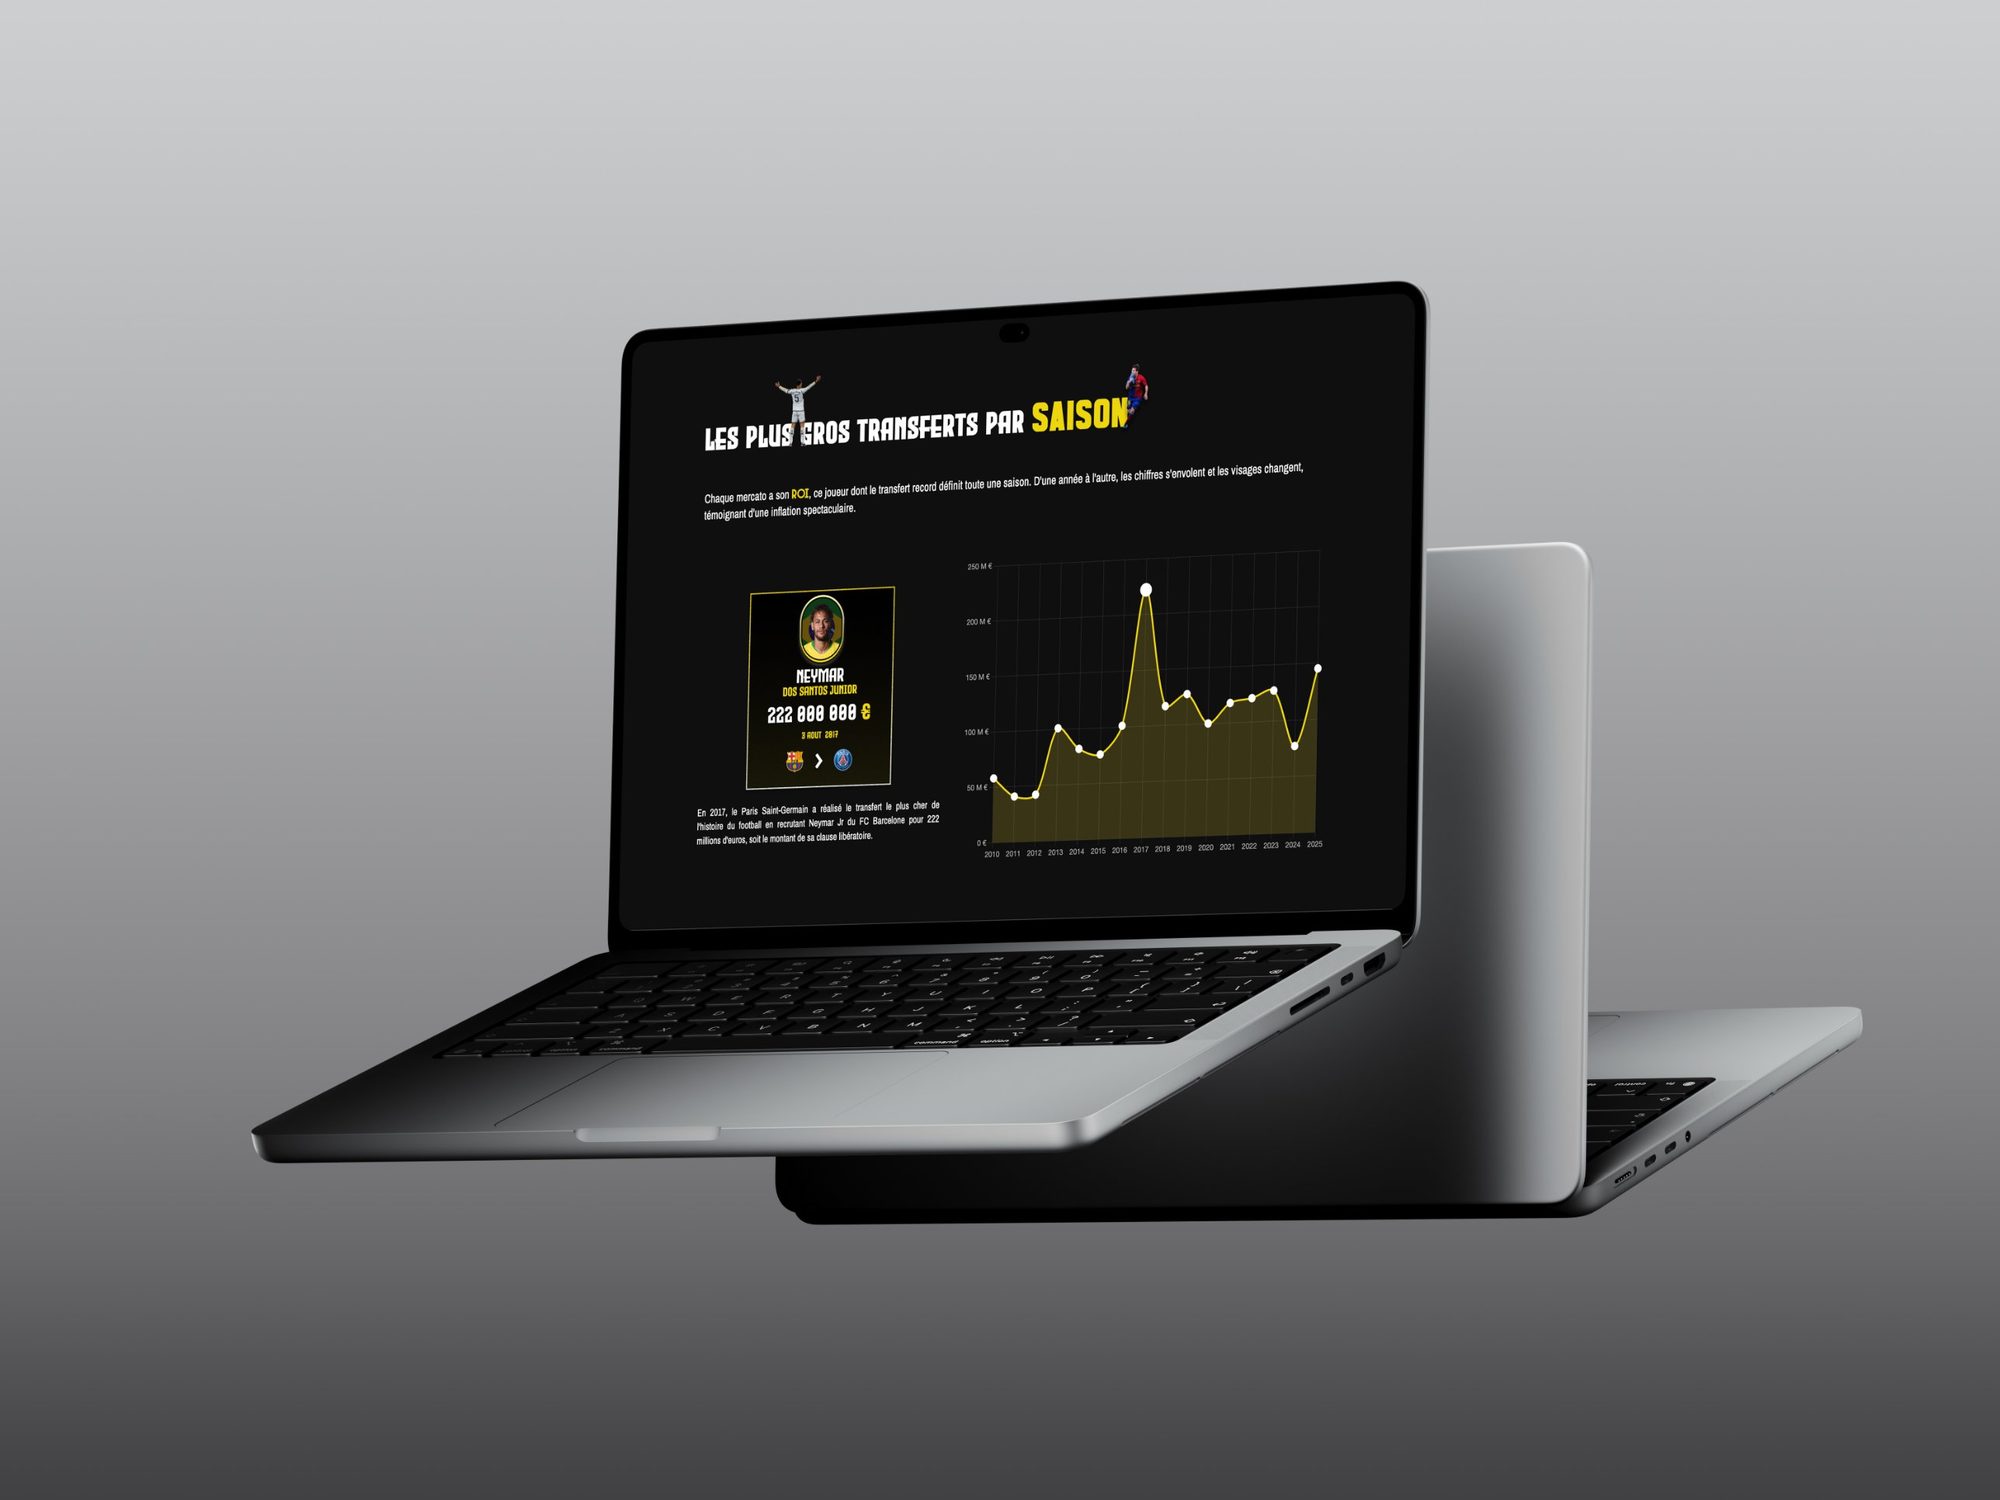 LES PLUS GROS TRANSFERTS PAR SAISON
Chaque mercato a son ROI, ce joueur dont le transfert record définit toute une saison. D'une année à l'autre, les chiffres s'envolent et les visages changent,
témoignant d'une inflation spectaculaire.
NEYMAR
DOS SANTOS JUNIOR
222 000 000 €
3 AOUT 2017
En 2017, le Paris Saint-Germain a réalisé le transfert le plus cher de
l'histoire du football en recrutant Neymar Jr du FC Barcelone pour 222
millions d'euros, soit le montant de sa clause libératoire.
250 M €
200 M €
150 M €
100 M €
50 M €
0 €
2010 2011 2012 2013 2014 2015 2016 2017 2018 2019 2020 2021 2022 2023 2024 2025
Q W E R T Y U I O P
A S D F G H J K L
Z X C V B N M
command command option
control